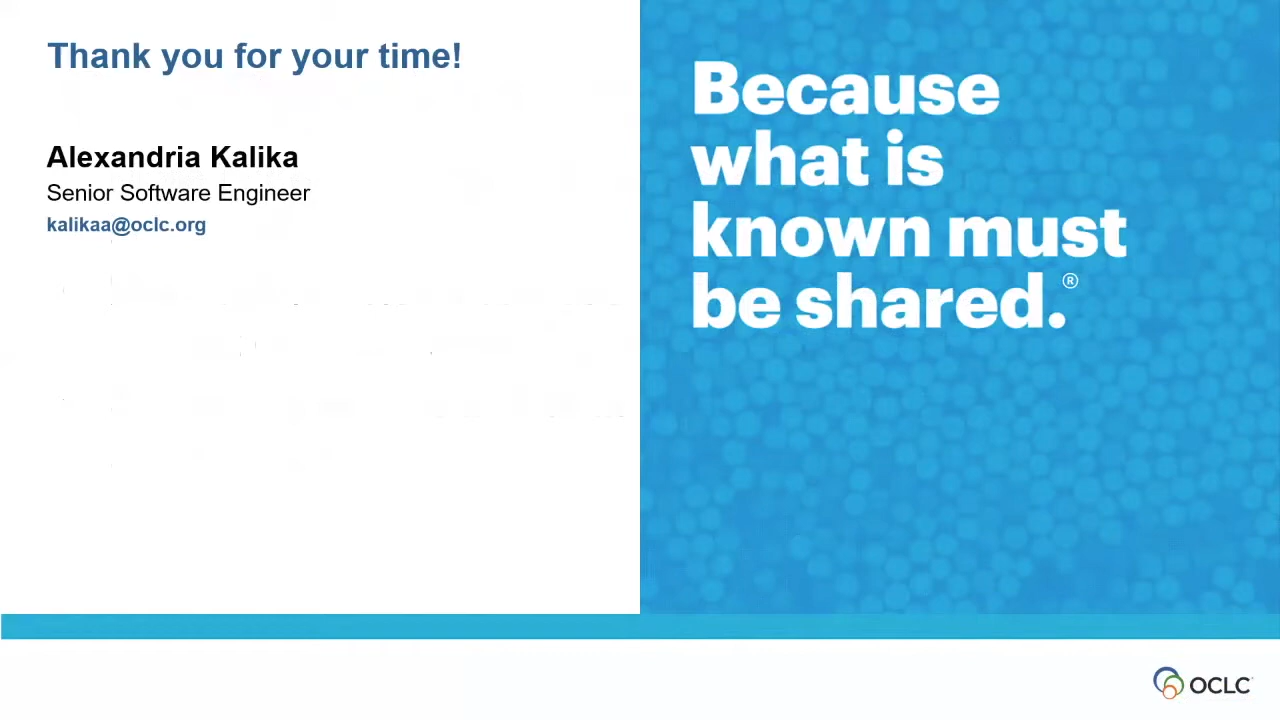 Thank you for your time!
Alexandria Kalika
Senior Software Engineer
kalikaa@oclc.org
Because
what is
known must
be shared.®
OCLC